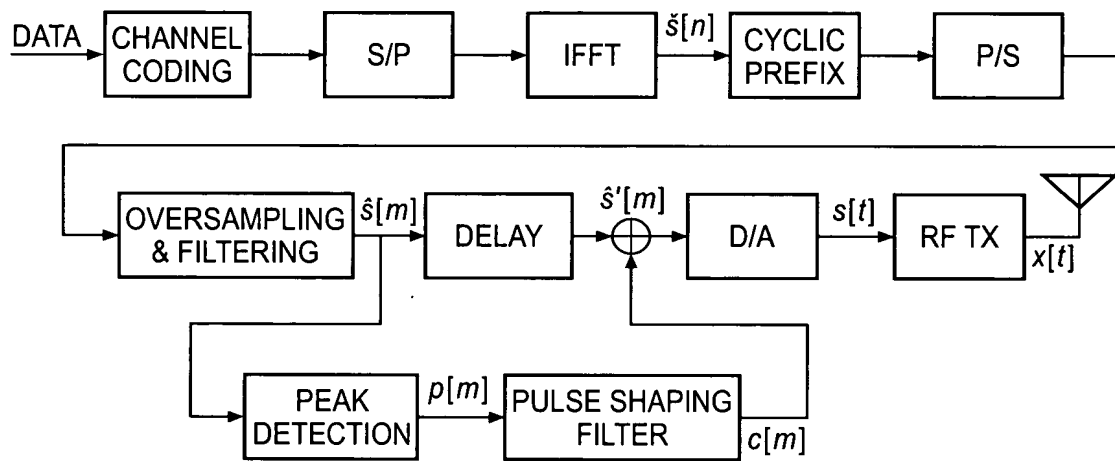 DATA
CHANNEL
CODING
S/P
IFFT
š[n]
CYCLIC
PREFIX
P/S
OVERSAMPLING
& FILTERING
ŝ[m]
DELAY
ŝ'[m]
D/A
s[t]
RF TX
x[t]
PEAK
DETECTION
p[m]
PULSE SHAPING
FILTER
c[m]